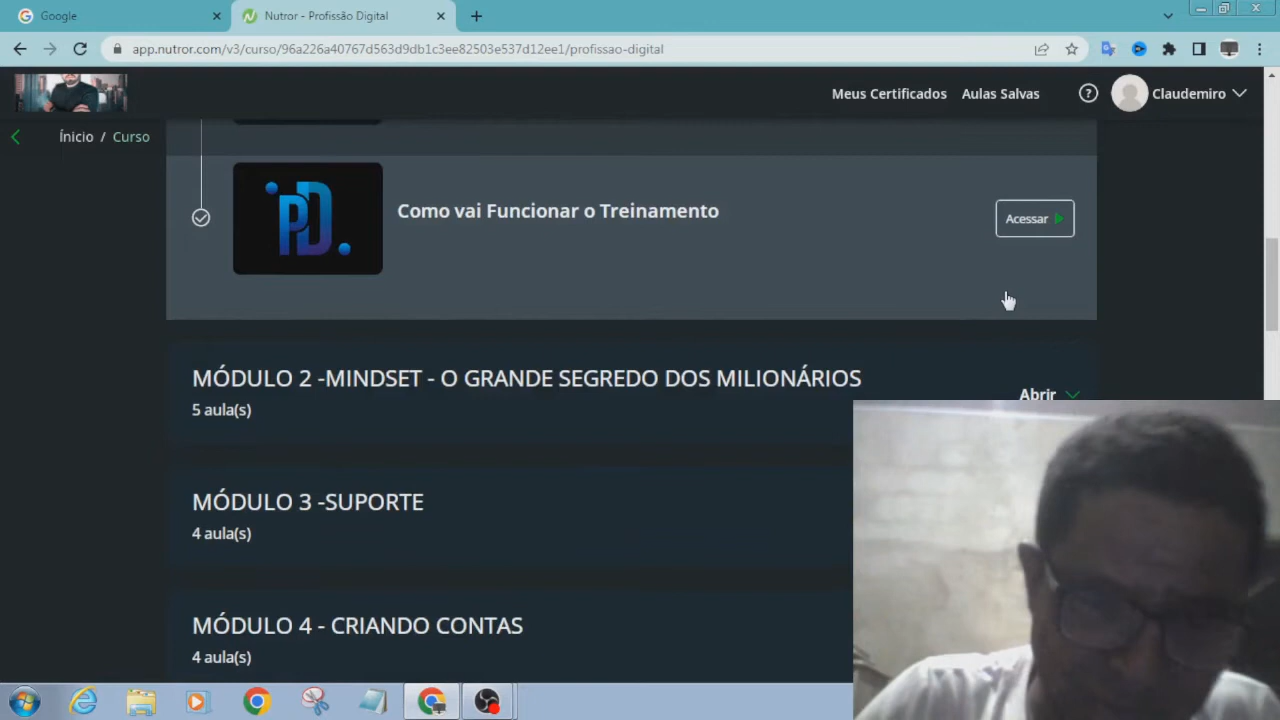 Google
Nutror - Profissão Digital
app.nutror.com/v3/curso/96a226a40767d563d9db1c3ee82503e537d12ee1/profissao-digital
Meus Certificados
Aulas Salvas
Claudemiro
Ínicio / Curso
PD
Como vai Funcionar o Treinamento
Acessar
MÓDULO 2 -MINDSET - O GRANDE SEGREDO DOS MILIONÁRIOS
5 aula(s)
Abrir
MÓDULO 3 -SUPORTE
4 aula(s)
MÓDULO 4 - CRIANDO CONTAS
4 aula(s)